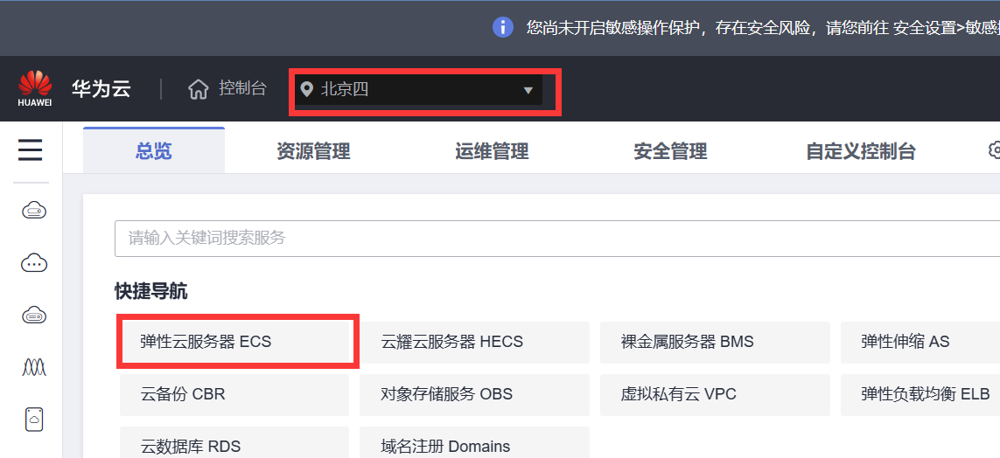 您尚未开启敏感操作保护，存在安全风险，请您前往 安全设置>敏感
HUAWEI 华为云 控制台 北京四
总览 资源管理 运维管理 安全管理 自定义控制台
请输入关键词搜索服务
快捷导航
弹性云服务器 ECS 云耀云服务器 HECS 裸金属服务器 BMS 弹性伸缩 AS
云备份 CBR 对象存储服务 OBS 虚拟私有云 VPC 弹性负载均衡 ELB
云数据库 RDS 域名注册 Domains